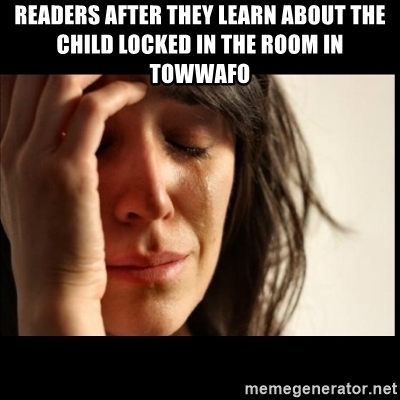 READERS AFTER THEY LEARN ABOUT THE
CHILD LOCKED IN THE ROOM IN
TOWWAFO
memegenerator.net